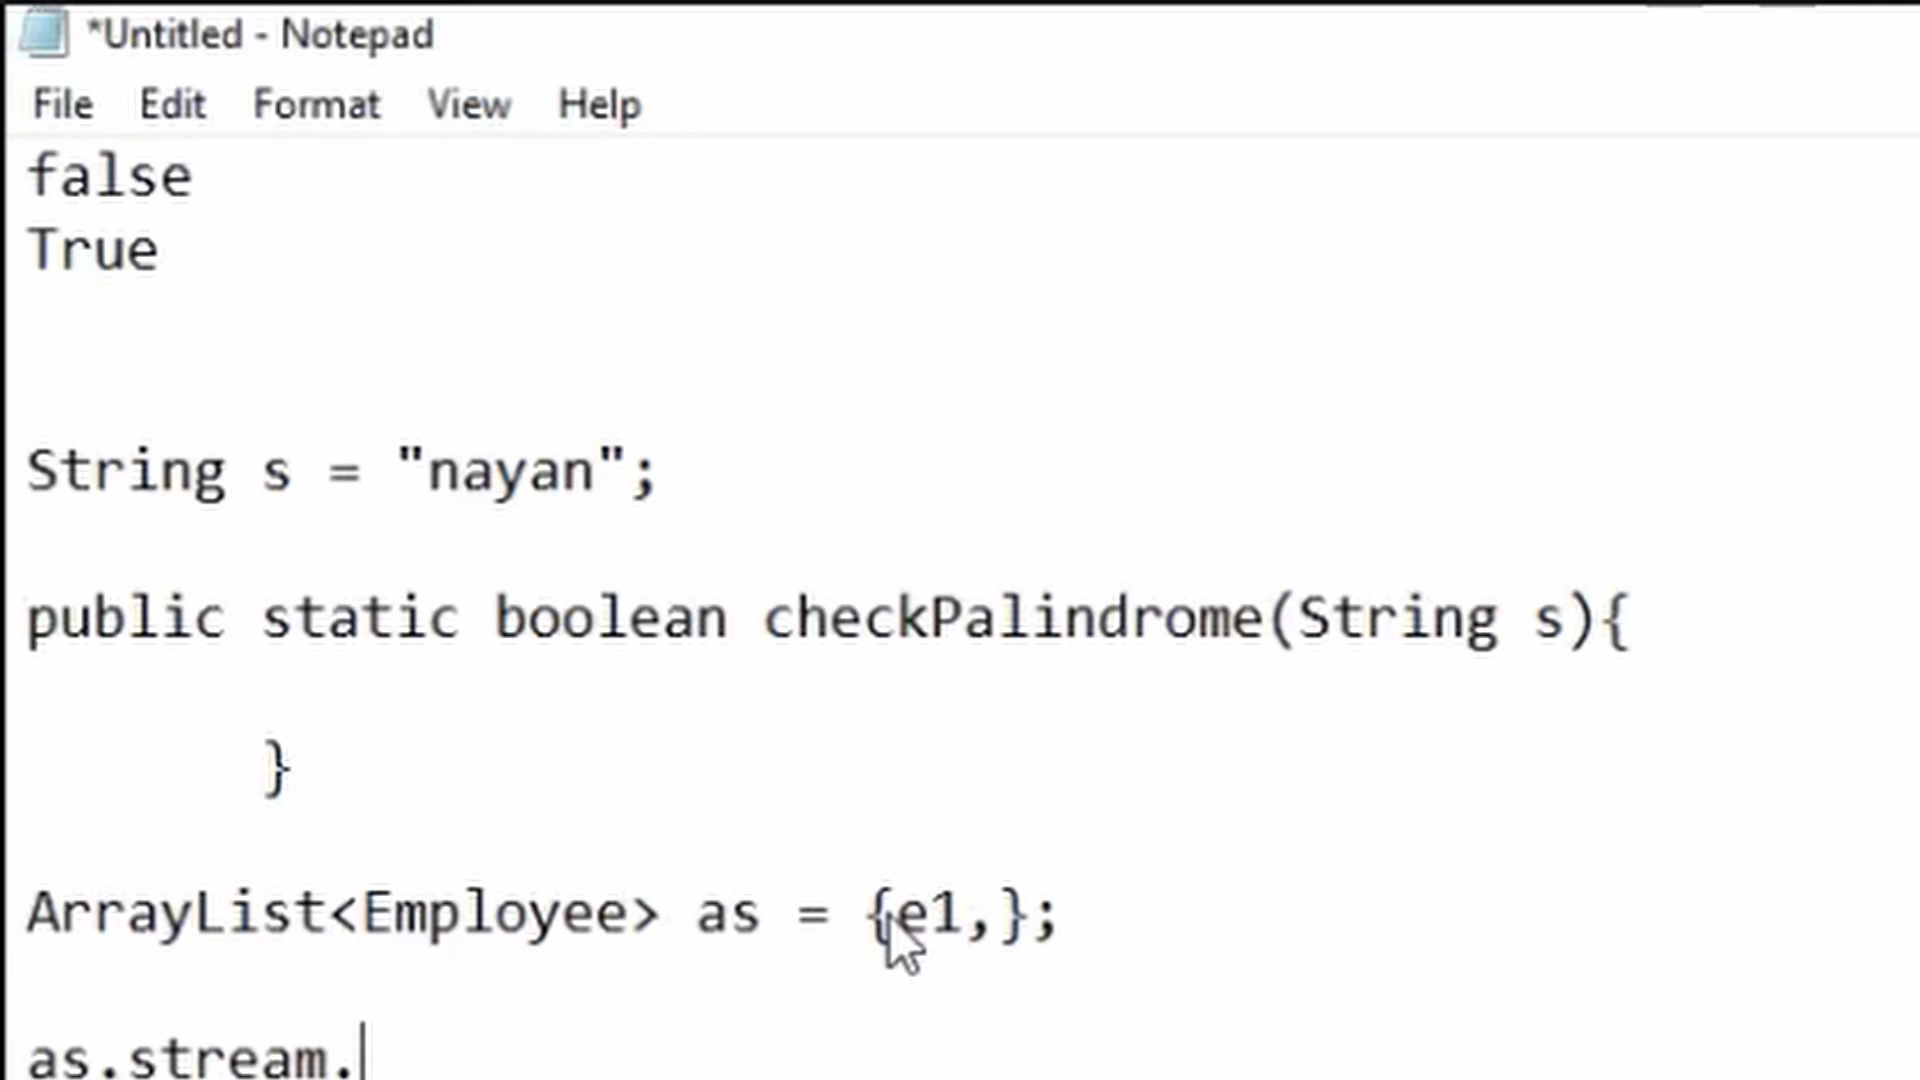 *Untitled - Notepad
File Edit Format View Help
false
True
String s = "nayan";
public static boolean checkPalindrome(String s){
}
ArrayList<Employee> as = {e1,};
as.stream.